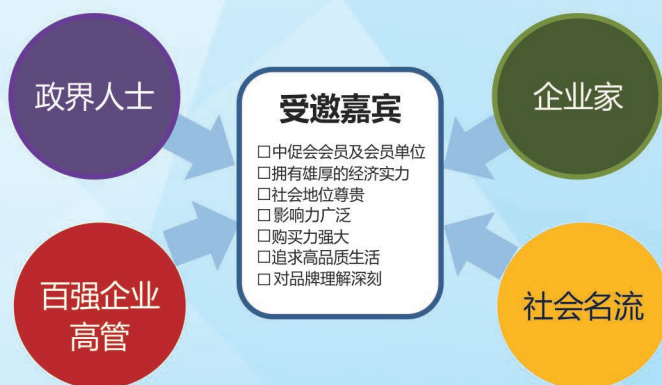 政界人士
企业家
受邀嘉宾
□中促会会员及会员单位
□拥有雄厚的经济实力
□社会地位尊贵
□影响力广泛
□购买力强大
□追求高品质生活
□对品牌理解深刻
百强企业
高管
社会名流